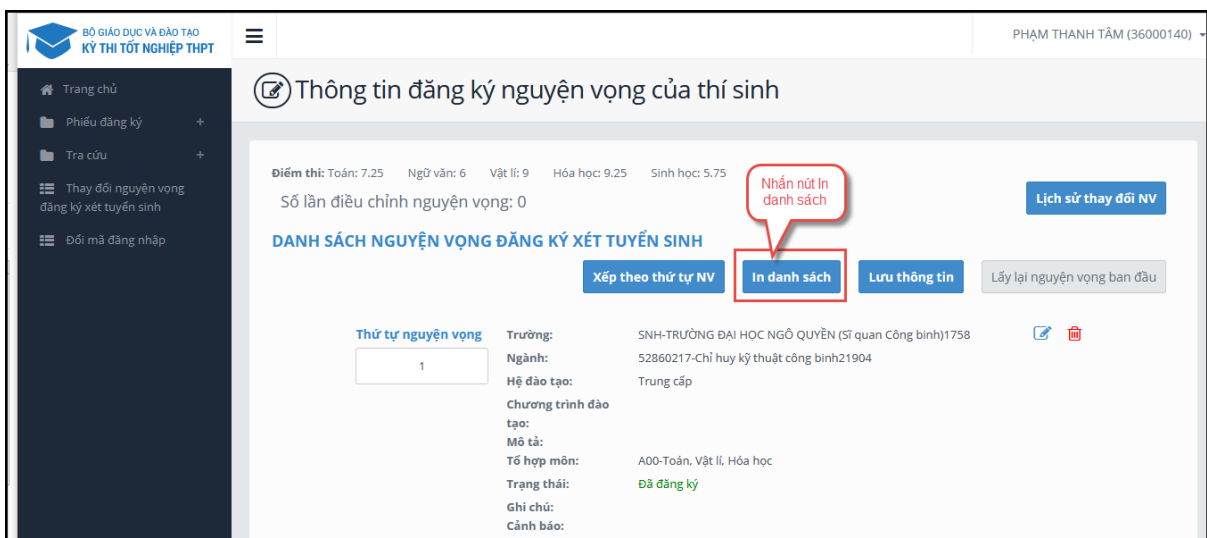 BỘ GIÁO DỤC VÀ ĐÀO TẠO
KỲ THI TỐT NGHIỆP THPT
PHẠM THANH TÂM (36000140)
Trang chủ
Phiếu đăng ký +
Tra cứu +
Thay đổi nguyện vọng
đăng ký xét tuyển sinh
Đổi mã đăng nhập
Thông tin đăng ký nguyện vọng của thí sinh
Điểm thi: Toán: 7.25 Ngữ văn: 6 Vật lí: 9 Hóa học: 9.25 Sinh học: 5.75
Nhấn nút In
danh sách
Số lần điều chỉnh nguyện vọng: 0
Lịch sử thay đổi NV
DANH SÁCH NGUYỆN VỌNG ĐĂNG KÝ XÉT TUYỂN SINH
Xếp theo thứ tự NV In danh sách Lưu thông tin Lấy lại nguyện vọng ban đầu
Thứ tự nguyện vọng
1
Trường: SNH-TRƯỜNG ĐẠI HỌC NGÔ QUYỀN (Sĩ quan Công binh)1758
Ngành: 52860217-Chỉ huy kỹ thuật công binh21904
Hệ đào tạo: Trung cấp
Chương trình đào
tạo:
Mô tả:
Tổ hợp môn: A00-Toán, Vật lí, Hóa học
Trạng thái: Đã đăng ký
Ghi chú:
Cảnh báo: